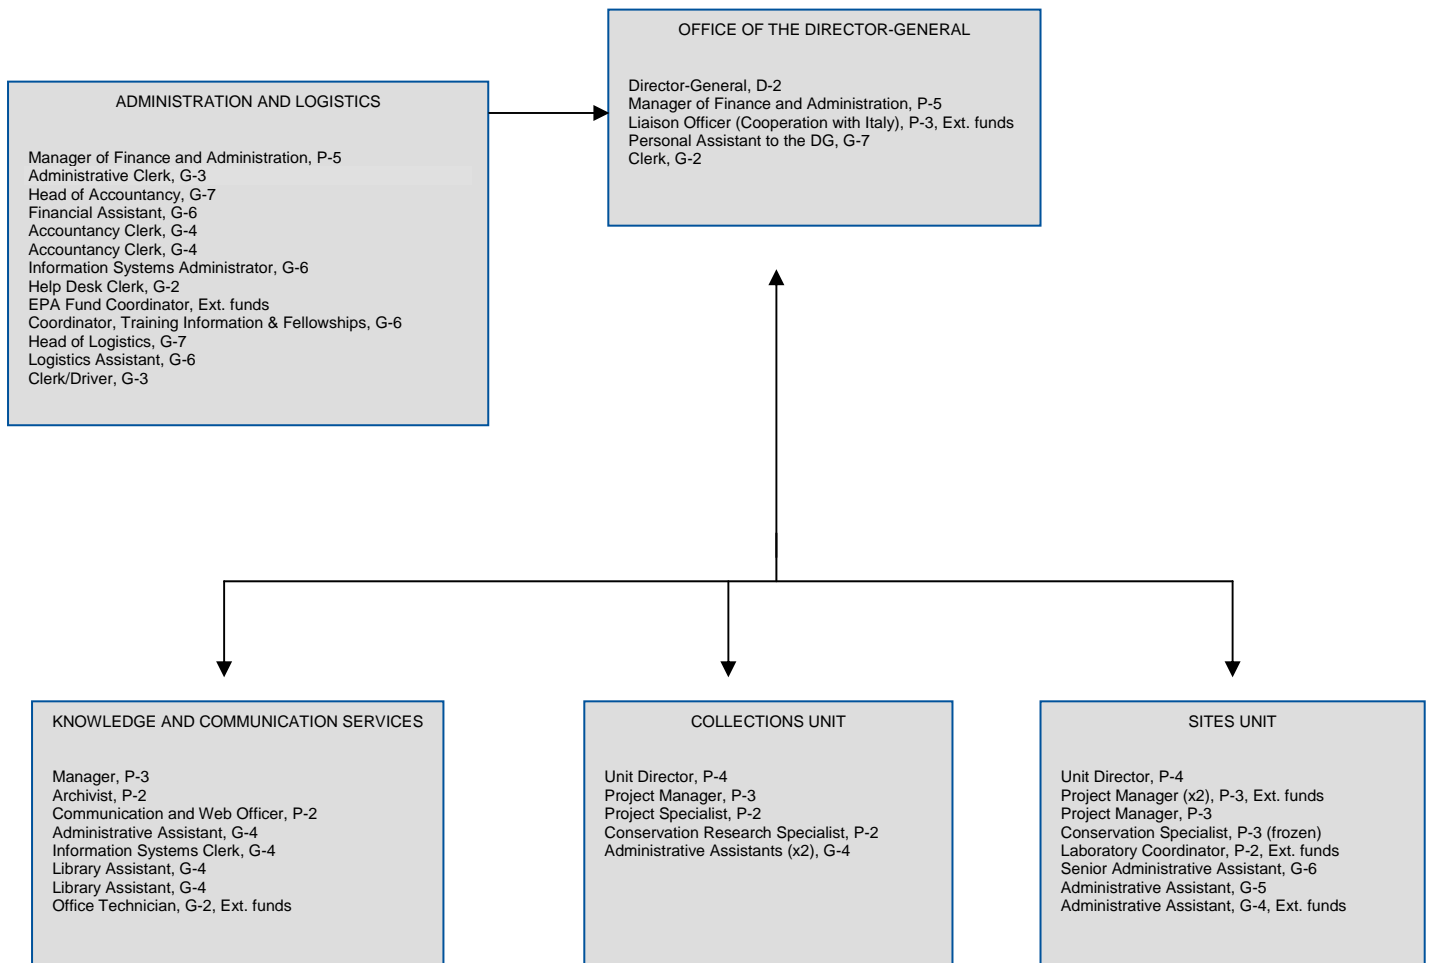 OFFICE OF THE DIRECTOR-GENERAL
Director-General, D-2
Manager of Finance and Administration, P-5
Liaison Officer (Cooperation with Italy), P-3, Ext. funds
Personal Assistant to the DG, G-7
Clerk, G-2
ADMINISTRATION AND LOGISTICS
Manager of Finance and Administration, P-5
Administrative Clerk, G-3
Head of Accountancy, G-7
Financial Assistant, G-6
Accountancy Clerk, G-4
Accountancy Clerk, G-4
Information Systems Administrator, G-6
Help Desk Clerk, G-2
EPA Fund Coordinator, Ext. funds
Coordinator, Training Information & Fellowships, G-6
Head of Logistics, G-7
Logistics Assistant, G-6
Clerk/Driver, G-3
KNOWLEDGE AND COMMUNICATION SERVICES
Manager, P-3
Archivist, P-2
Communication and Web Officer, P-2
Administrative Assistant, G-4
Information Systems Clerk, G-4
Library Assistant, G-4
Library Assistant, G-4
Office Technician, G-2, Ext. funds
COLLECTIONS UNIT
Unit Director, P-4
Project Manager, P-3
Project Specialist, P-2
Conservation Research Specialist, P-2
Administrative Assistants (x2), G-4
SITES UNIT
Unit Director, P-4
Project Manager (x2), P-3, Ext. funds
Project Manager, P-3
Conservation Specialist, P-3 (frozen)
Laboratory Coordinator, P-2, Ext. funds
Senior Administrative Assistant, G-6
Administrative Assistant, G-5
Administrative Assistant, G-4, Ext. funds